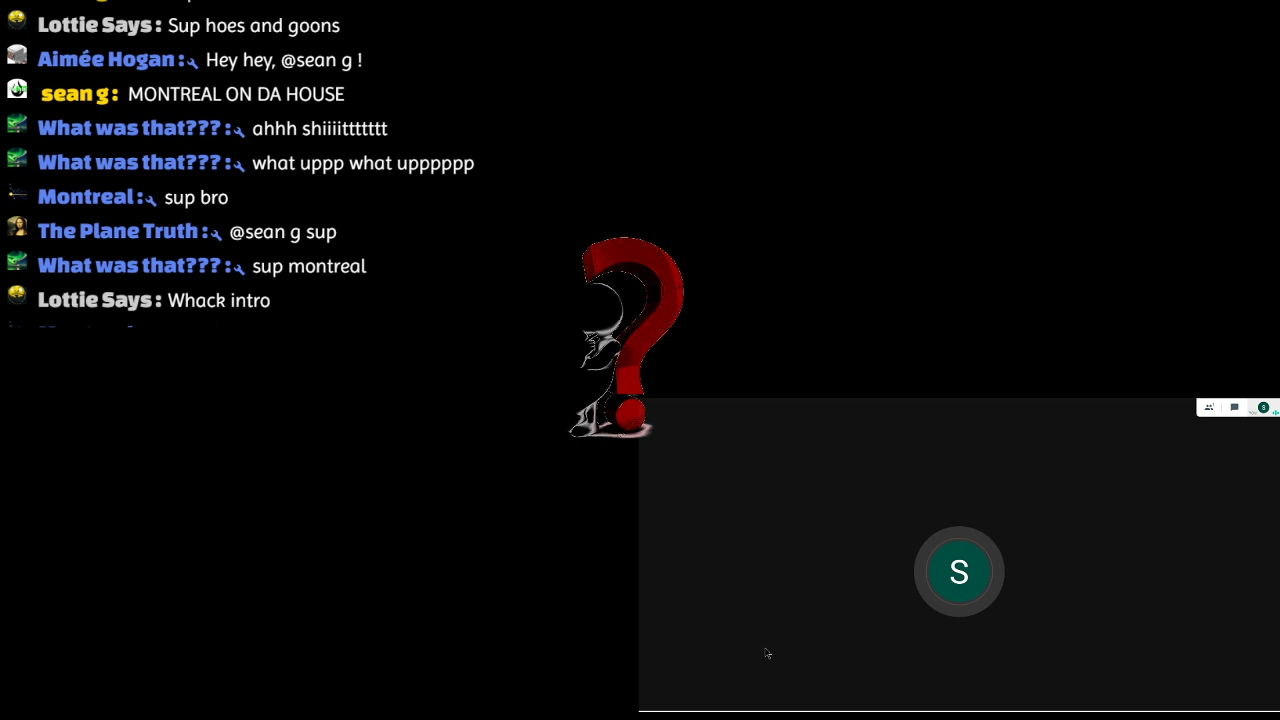 Lottie Says : Sup hoes and goons
Aimée Hogan : Hey hey, @sean g !
sean g : MONTREAL ON DA HOUSE
What was that??? : ahhh shiiiittttttt
What was that??? : what uppp what upppppp
Montreal : sup bro
The Plane Truth : @sean g sup
What was that??? : sup montreal
Lottie Says : Whack intro
?
S